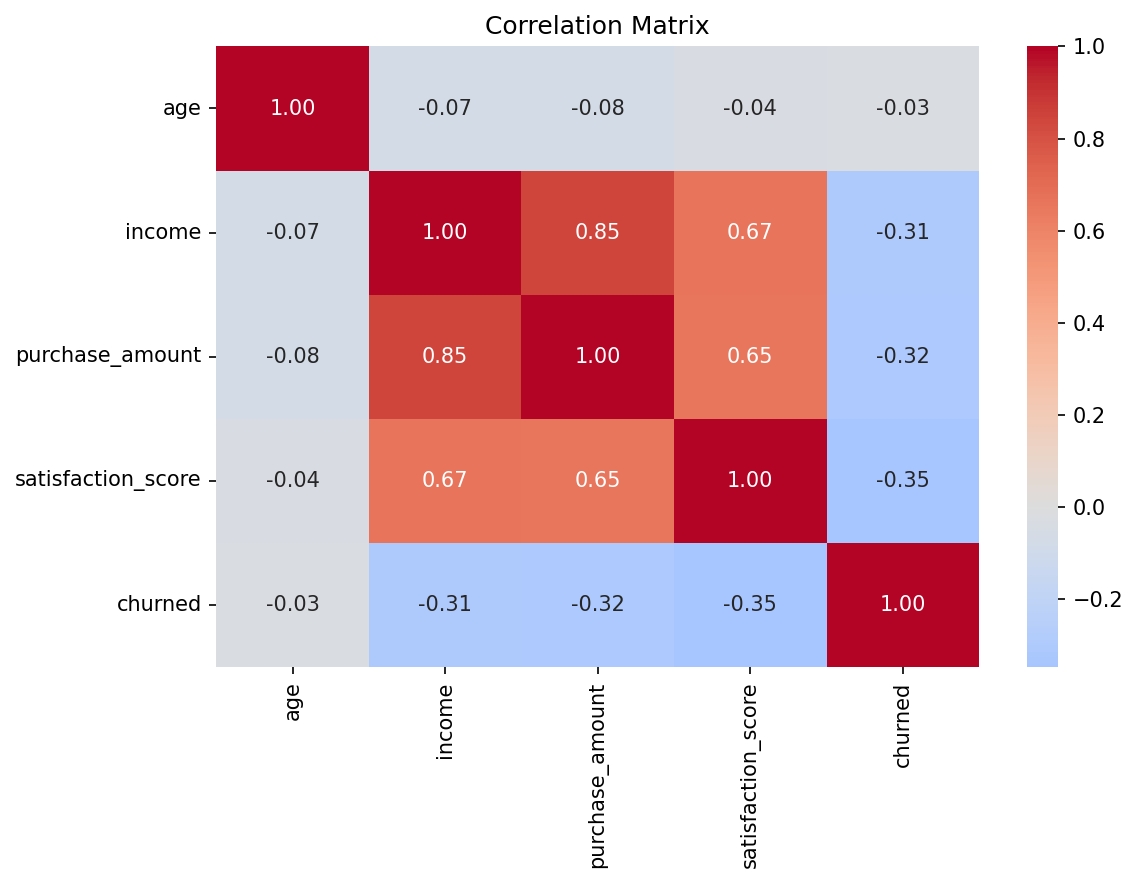 Correlation Matrix
age 1.00 -0.07 -0.08 -0.04 -0.03
income -0.07 1.00 0.85 0.67 -0.31
purchase_amount -0.08 0.85 1.00 0.65 -0.32
satisfaction_score -0.04 0.67 0.65 1.00 -0.35
churned -0.03 -0.31 -0.32 -0.35 1.00
age
income
purchase_amount
satisfaction_score
churned
1.0
0.8
0.6
0.4
0.2
0.0
−0.2